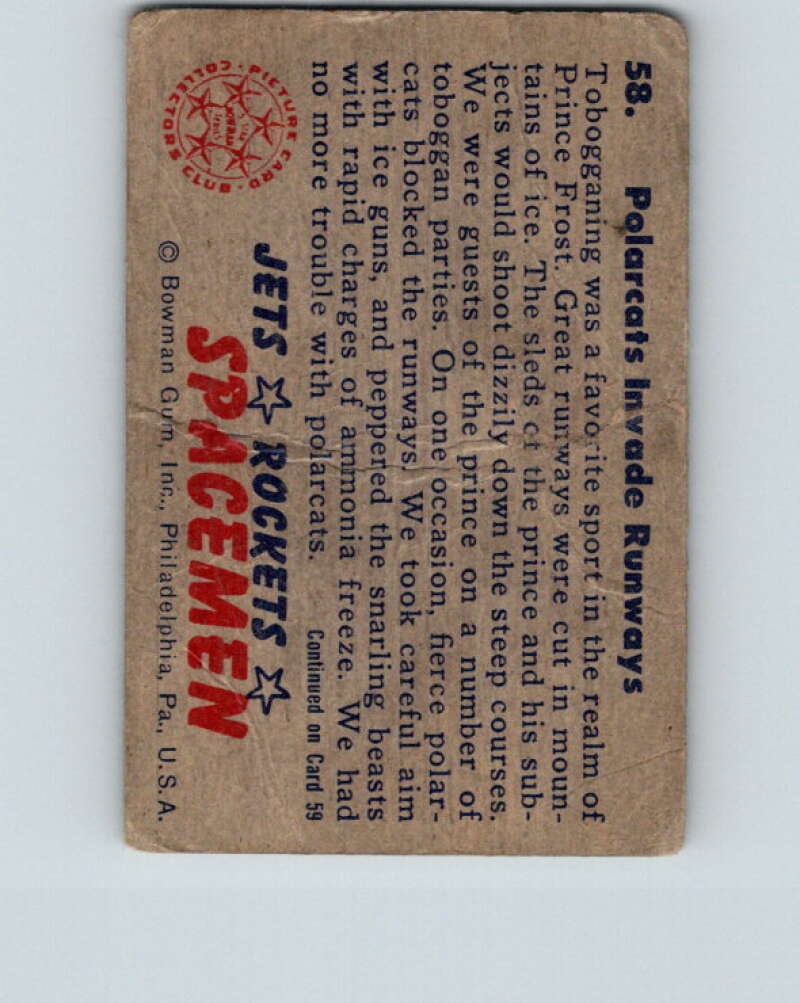 58. Polarcats Invade Runways
Tobogganing was a favorite sport in the realm of
Prince Frost. Great runways were cut in moun-
tains of ice. The sleds of the prince and his sub-
jects would shoot dizzily down the steep courses.
We were guests of the prince on a number of
toboggan parties. On one occasion, fierce polar-
cats blocked the runways. We took careful aim
with ice guns, and peppered the snarling beasts
with rapid charges of ammonia freeze. We had
no more trouble with polarcats. Continued on Card 59
PICTURE CARD COLLECTORS CLUB
BOWMAN
JETS ROCKETS
SPACEMEN
© Bowman Gum, Inc., Philadelphia, Pa., U.S.A.